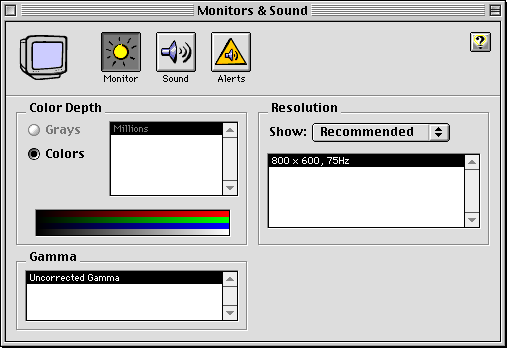 Monitors & Sound
Monitor
Sound
Alerts
?
Color Depth
Grays
Colors
Millions
Resolution
Show: Recommended
800 x 600, 75Hz
Gamma
Uncorrected Gamma